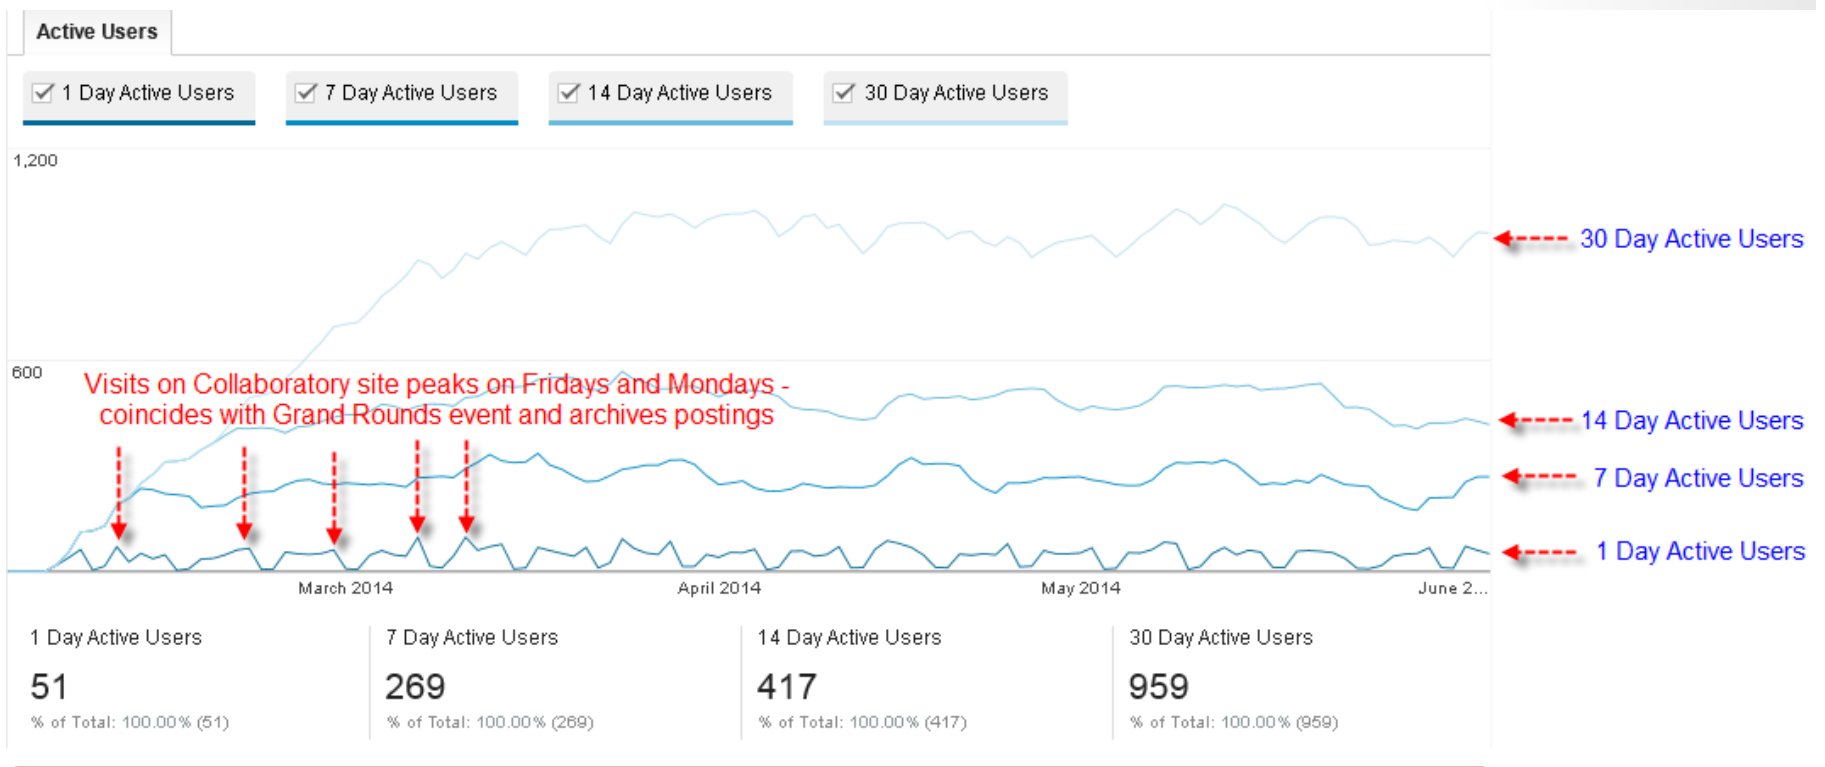 Active Users
1 Day Active Users
7 Day Active Users
14 Day Active Users
30 Day Active Users
1,200
30 Day Active Users
600
Visits on Collaboratory site peaks on Fridays and Mondays -
coincides with Grand Rounds event and archives postings
14 Day Active Users
7 Day Active Users
1 Day Active Users
March 2014
April 2014
May 2014
June 2...
1 Day Active Users
7 Day Active Users
14 Day Active Users
30 Day Active Users
51
269
417
959
% of Total: 100.00% (51)
% of Total: 100.00% (269)
% of Total: 100.00% (417)
% of Total: 100.00% (959)